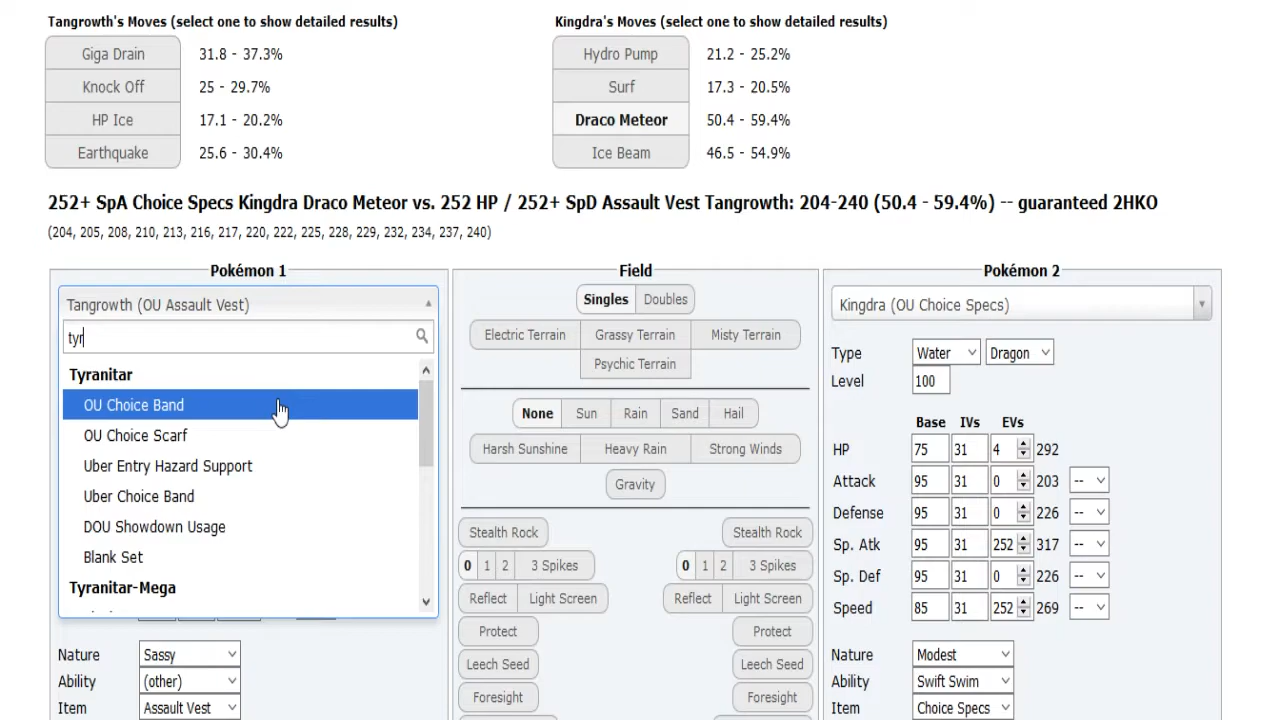 Tangrowth's Moves (select one to show detailed results)
Kingdra's Moves (select one to show detailed results)
Giga Drain 31.8 - 37.3%
Hydro Pump 21.2 - 25.2%
Knock Off 25 - 29.7%
Surf 17.3 - 20.5%
HP Ice 17.1 - 20.2%
Draco Meteor 50.4 - 59.4%
Earthquake 25.6 - 30.4%
Ice Beam 46.5 - 54.9%
252+ SpA Choice Specs Kingdra Draco Meteor vs. 252 HP / 252+ SpD Assault Vest Tangrowth: 204-240 (50.4 - 59.4%) -- guaranteed 2HKO
(204, 205, 208, 210, 213, 216, 217, 220, 222, 225, 228, 229, 232, 234, 237, 240)
Pokémon 1
Tangrowth (OU Assault Vest)
tyr
Tyranitar
OU Choice Band
OU Choice Scarf
Uber Entry Hazard Support
Uber Choice Band
DOU Showdown Usage
Blank Set
Tyranitar-Mega
Nature Sassy
Ability (other)
Item Assault Vest
Field
Singles Doubles
Electric Terrain Grassy Terrain Misty Terrain
Psychic Terrain
None Sun Rain Sand Hail
Harsh Sunshine Heavy Rain Strong Winds
Gravity
Stealth Rock Stealth Rock
0 1 2 3 Spikes 0 1 2 3 Spikes
Reflect Light Screen Reflect Light Screen
Protect Protect
Leech Seed Leech Seed
Foresight Foresight
Pokémon 2
Kingdra (OU Choice Specs)
Type Water Dragon
Level 100
Base IVs EVs
HP 75 31 4 292
Attack 95 31 0 203 --
Defense 95 31 0 226 --
Sp. Atk 95 31 252 317 --
Sp. Def 95 31 0 226 --
Speed 85 31 252 269 --
Nature Modest
Ability Swift Swim
Item Choice Specs